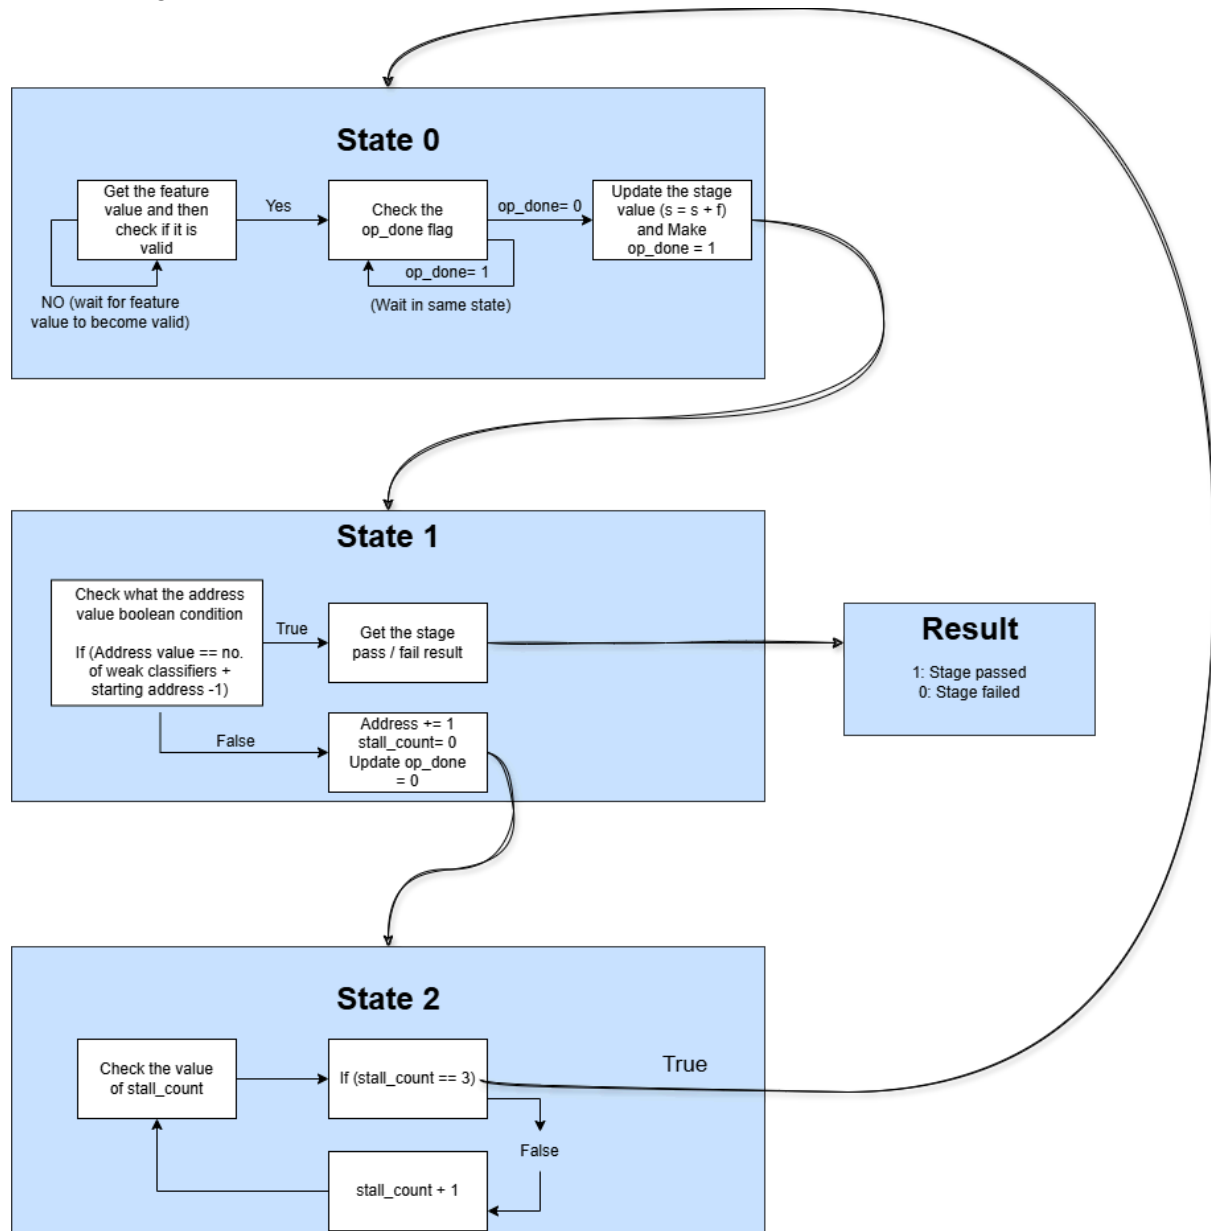 State 0
Get the feature
value and then
check if it is
valid
Yes
Check the
op_done flag
op_done= 0
Update the stage
value (s = s + f)
and Make
op_done = 1
op_done= 1
(Wait in same state)
NO (wait for feature
value to become valid)
State 1
Check what the address
value boolean condition
If (Address value == no.
of weak classifiers +
starting address -1)
True
Get the stage
pass / fail result
Result
1: Stage passed
0: Stage failed
False
Address += 1
stall_count= 0
Update op_done
= 0
State 2
Check the value
of stall_count
If (stall_count == 3)
True
False
stall_count + 1